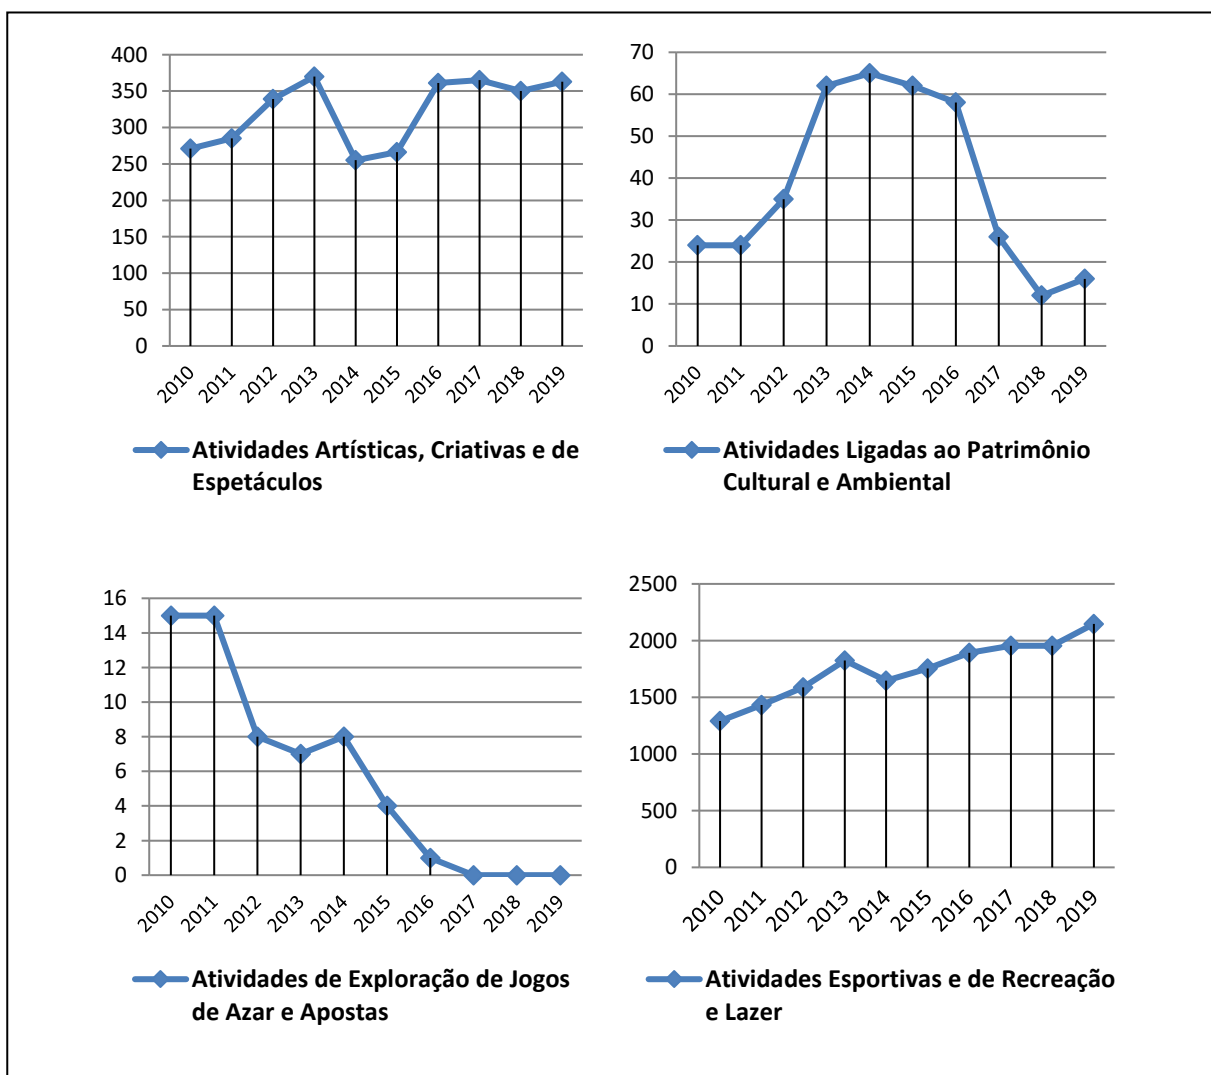 400
350
300
250
200
150
100
50
0
2010 2011 2012 2013 2014 2015 2016 2017 2018 2019
Atividades Artísticas, Criativas e de
Espetáculos
70
60
50
40
30
20
10
0
2010 2011 2012 2013 2014 2015 2016 2017 2018 2019
Atividades Ligadas ao Patrimônio
Cultural e Ambiental
16
14
12
10
8
6
4
2
0
2010 2011 2012 2013 2014 2015 2016 2017 2018 2019
Atividades de Exploração de Jogos
de Azar e Apostas
2500
2000
1500
1000
500
0
2010 2011 2012 2013 2014 2015 2016 2017 2018 2019
Atividades Esportivas e de Recreação
e Lazer